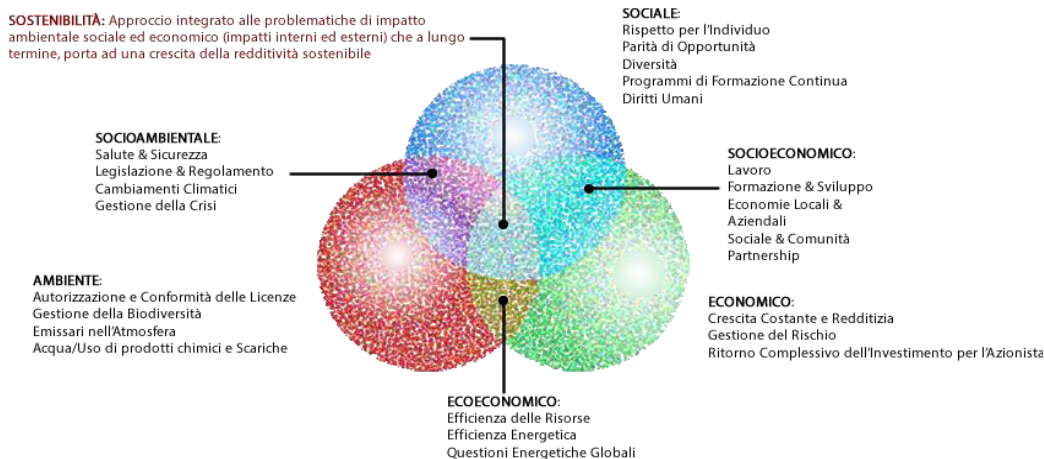 SOSTENIBILITÀ: Approccio integrato alle problematiche di impatto
ambientale sociale ed economico (impatti interni ed esterni) che a lungo
termine, porta ad una crescita della redditività sostenibile
SOCIALE:
Rispetto per l'Individuo
Parità di Opportunità
Diversità
Programmi di Formazione Continua
Diritti Umani
SOCIOAMBIENTALE:
Salute & Sicurezza
Legislazione & Regolamento
Cambiamenti Climatici
Gestione della Crisi
SOCIOECONOMICO:
Lavoro
Formazione & Sviluppo
Economie Locali &
Aziendali
Sociale & Comunità
Partnership
AMBIENTE:
Autorizzazione e Conformità delle Licenze
Gestione della Biodiversità
Emissari nell'Atmosfera
Acqua/Uso di prodotti chimici e Scariche
ECONOMICO:
Crescita Costante e Redditizia
Gestione del Rischio
Ritorno Complessivo dell'Investimento per l'Azionista
ECOECONOMICO:
Efficienza delle Risorse
Efficienza Energetica
Questioni Energetiche Globali